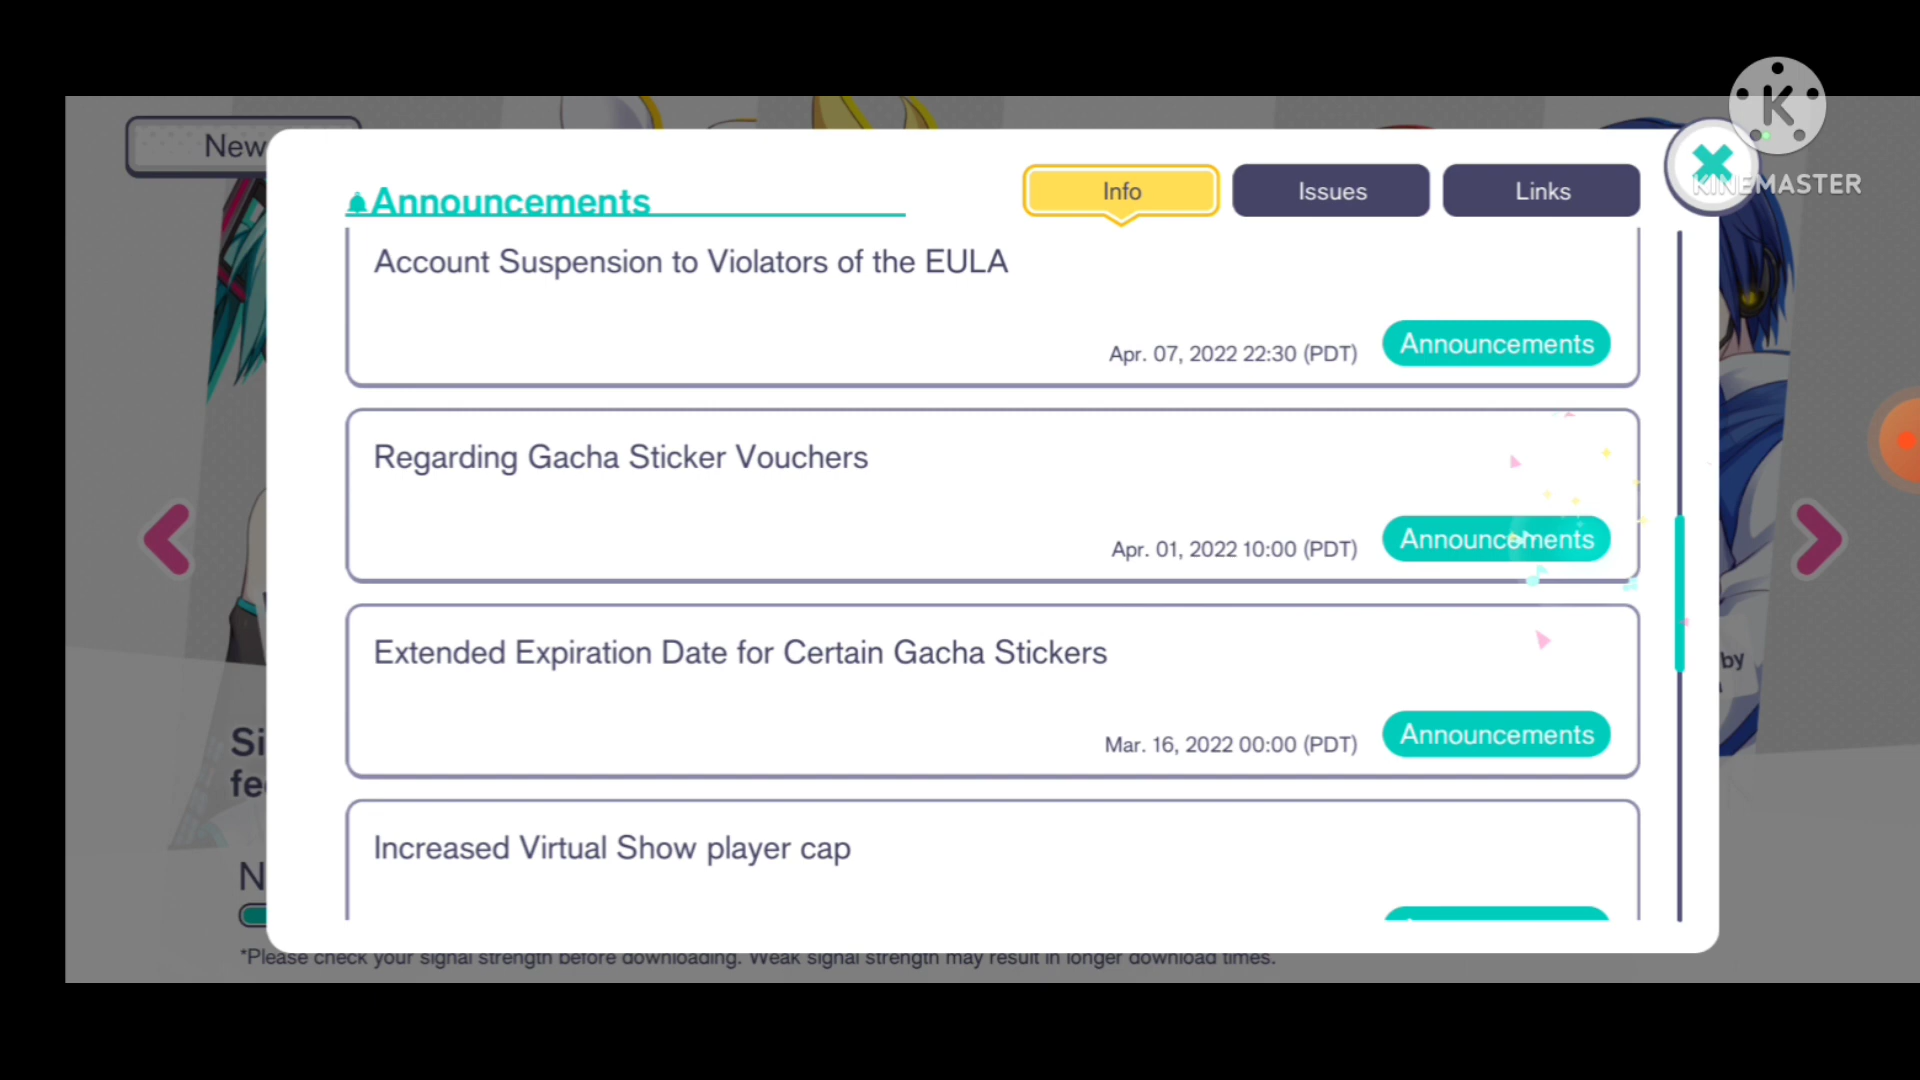 New
Announcements
Info
Issues
Links
KINEMASTER
Account Suspension to Violators of the EULA
Apr. 07, 2022 22:30 (PDT)
Announcements
Regarding Gacha Sticker Vouchers
Apr. 01, 2022 10:00 (PDT)
Announcements
Extended Expiration Date for Certain Gacha Stickers
Mar. 16, 2022 00:00 (PDT)
Announcements
by
Increased Virtual Show player cap
*Please check your signal strength before downloading. Weak signal strength may result in longer download times.